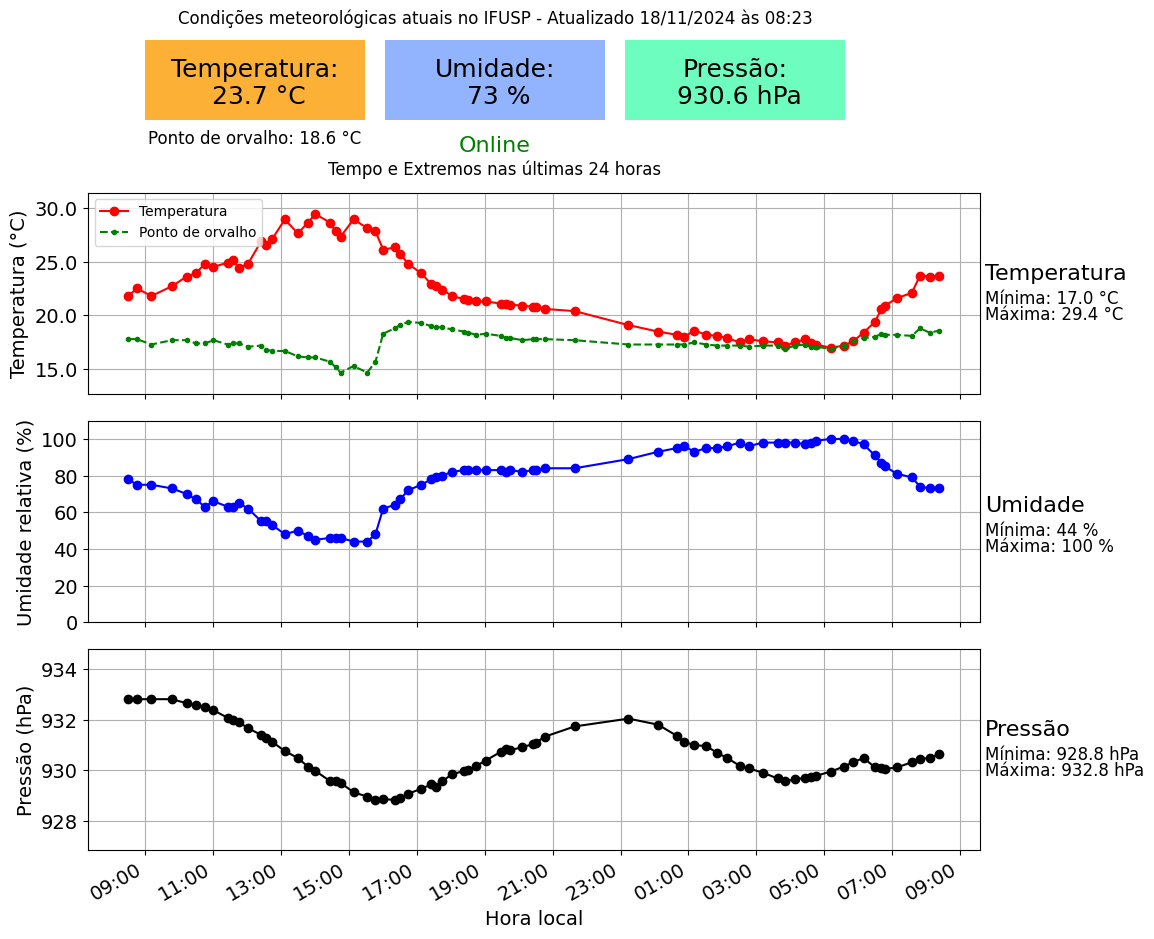 Condições meteorológicas atuais no IFUSP - Atualizado 18/11/2024 às 08:23
Temperatura:
23.7 °C
Umidade:
73 %
Pressão:
930.6 hPa
Ponto de orvalho: 18.6 °C
Online
Tempo e Extremos nas últimas 24 horas
Temperatura (°C)
30.0
25.0
20.0
15.0
Temperatura
Ponto de orvalho
Temperatura
Mínima: 17.0 °C
Máxima: 29.4 °C
Umidade relativa (%)
100
80
60
40
20
0
Umidade
Mínima: 44 %
Máxima: 100 %
Pressão (hPa)
934
932
930
928
Pressão
Mínima: 928.8 hPa
Máxima: 932.8 hPa
09:00
11:00
13:00
15:00
17:00
19:00
21:00
23:00
01:00
03:00
05:00
07:00
09:00
Hora local